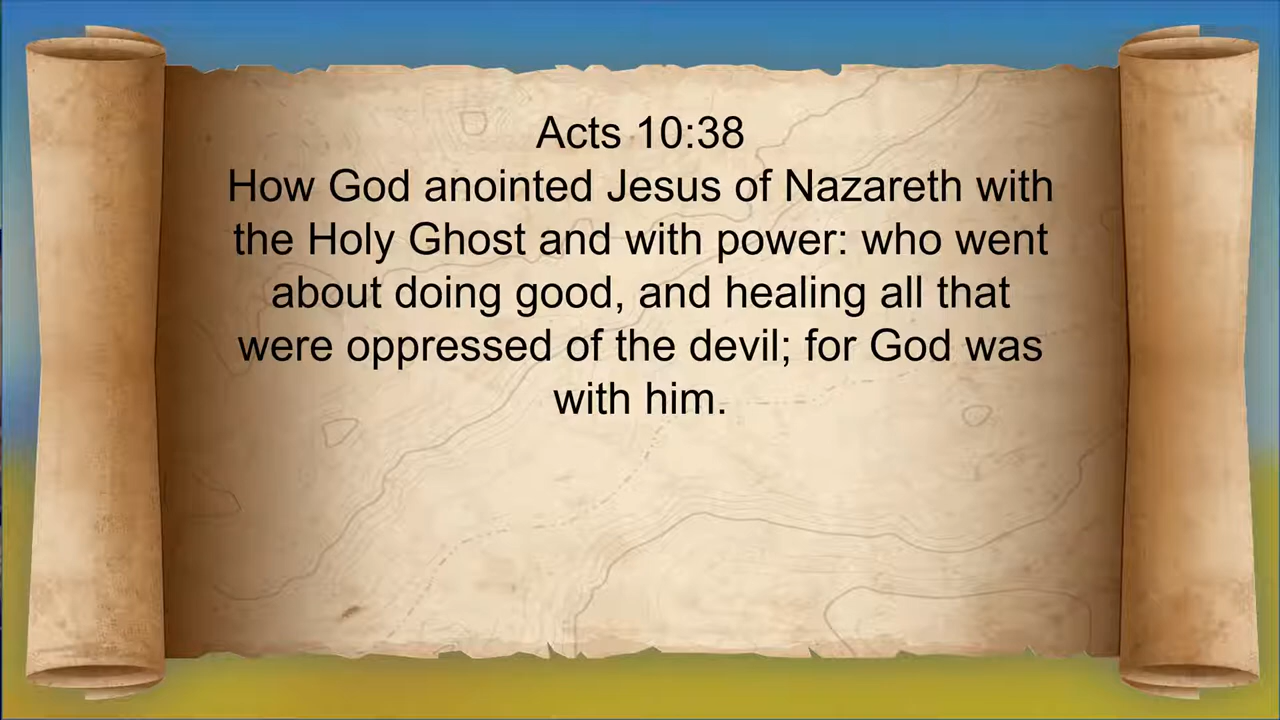 Acts 10:38
How God anointed Jesus of Nazareth with
the Holy Ghost and with power: who went
about doing good, and healing all that
were oppressed of the devil; for God was
with him.